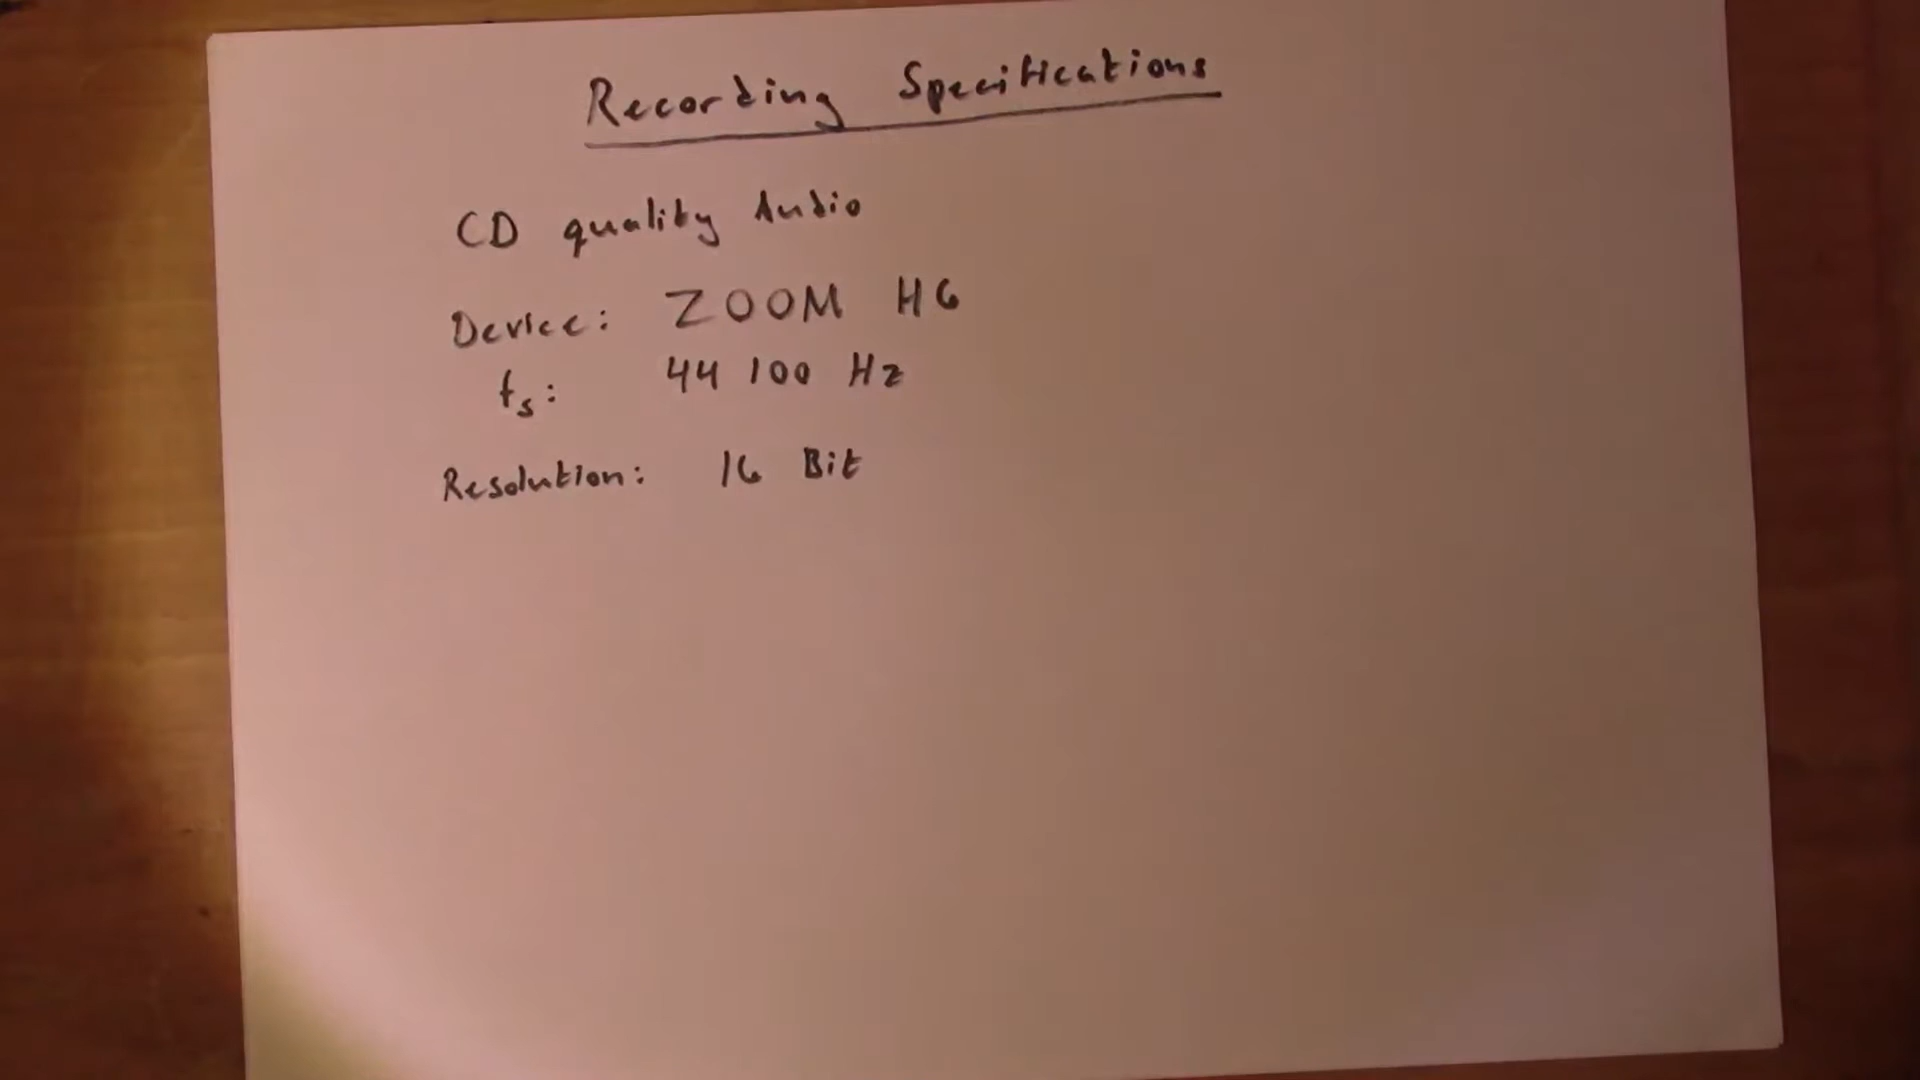 Recording Specifications
CD quality Audio
Device: ZOOM H6
fs: 44 100 Hz
Resolution: 16 Bit